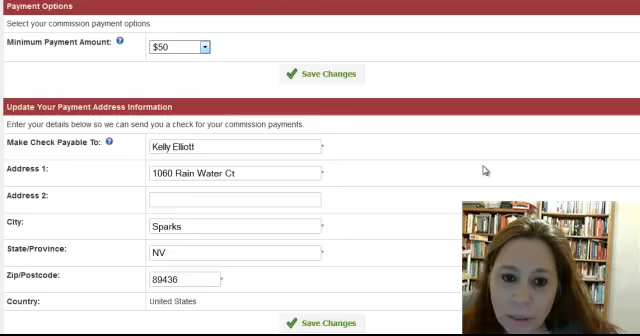 Payment Options
Select your commission payment options
Minimum Payment Amount: ?
$50
Save Changes
Update Your Payment Address Information
Enter your details below so we can send you a check for your commission payments.
Make Check Payable To: ? Kelly Elliott *
Address 1: 1060 Rain Water Ct *
Address 2:
City: Sparks *
State/Province: NV *
Zip/Postcode: 89436 *
Country: United States
Save Changes